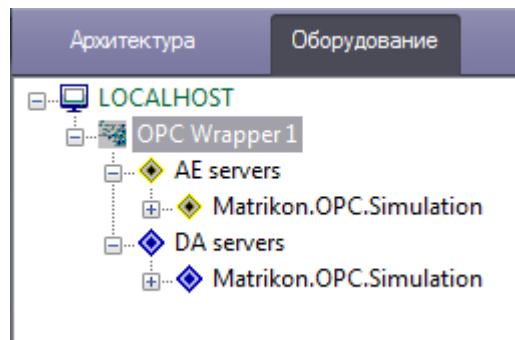 Архитектура Оборудование
LOCALHOST
OPC Wrapper 1
AE servers
Matrikon.OPC.Simulation
DA servers
Matrikon.OPC.Simulation